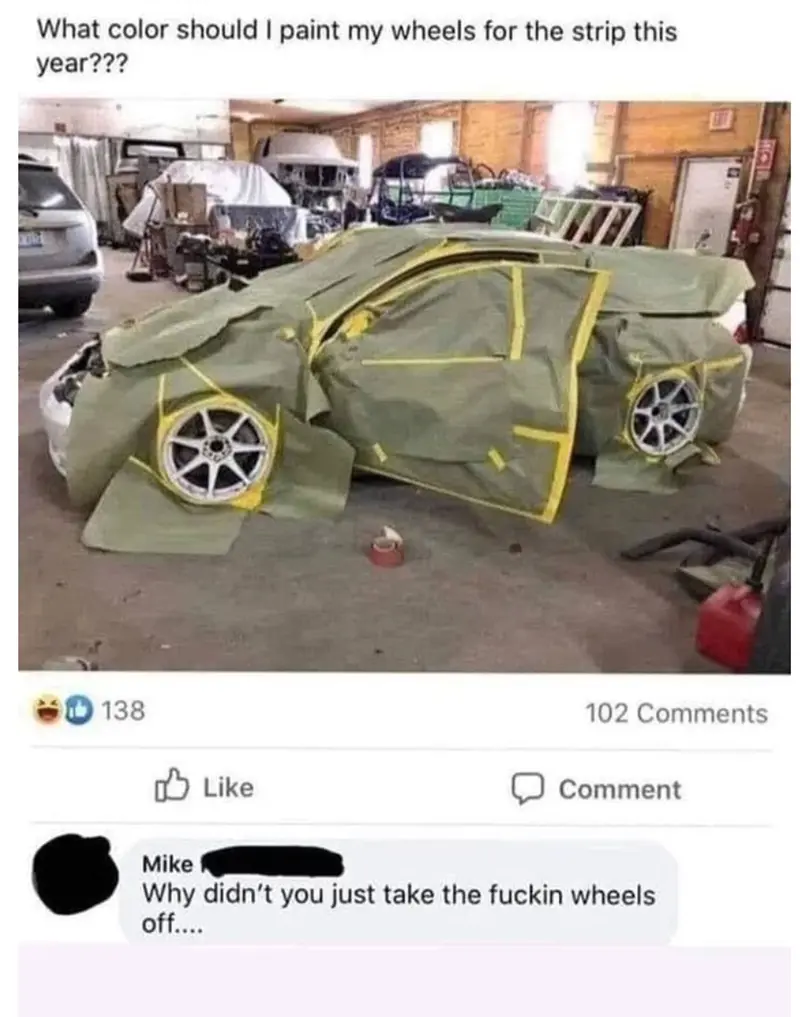 What color should I paint my wheels for the strip this
year???
138
102 Comments
Like
Comment
Mike
Why didn't you just take the fuckin wheels
off....